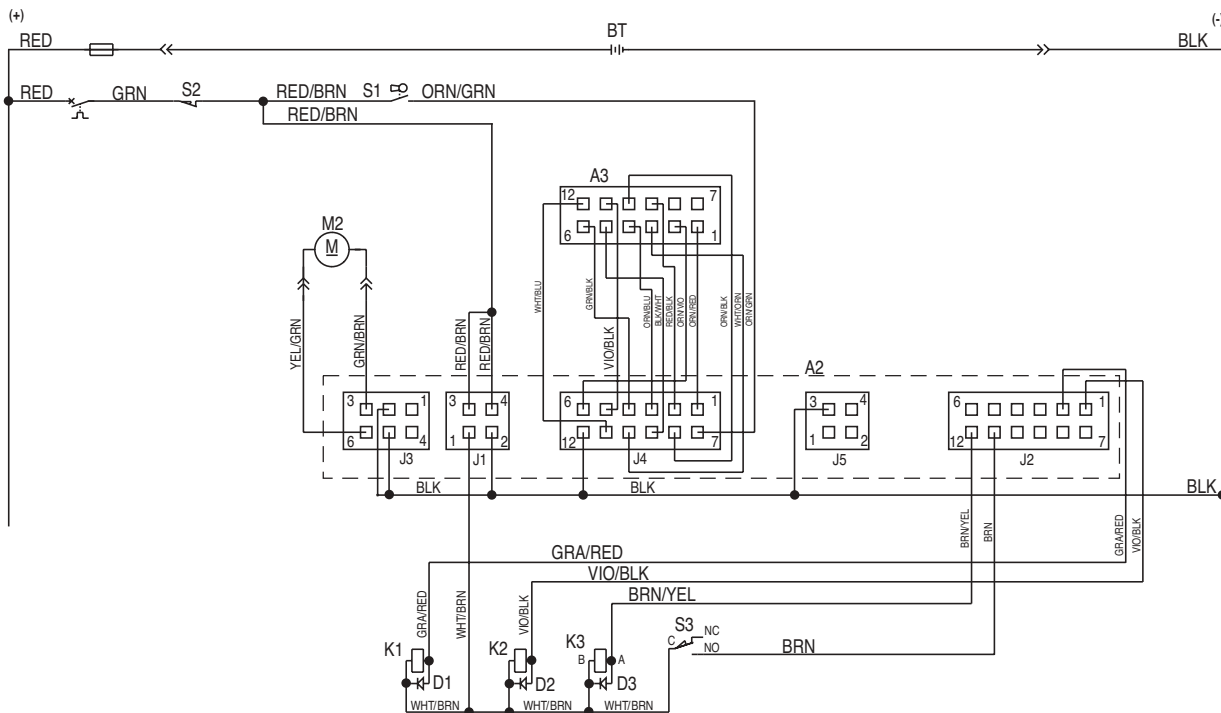 (+)
(-)
RED
BT
BLK
RED
GRN
S2
RED/BRN
S1
ORN/GRN
RED/BRN
A3
12
7
6
1
M2
M
YEL/GRN
GRN/BRN
RED/BRN
RED/BRN
WHT/BLU
GRN/BLK
VIO/BLK
ORN/BLU
BLK/WHT
RED/BLK
ORN/VIO
ORN/RED
ORN/BLK
WHT/ORN
ORN/GRN
A2
3
1
6
4
J3
3
4
1
2
J1
6
1
12
7
J4
3
4
1
2
J5
6
1
12
7
J2
BLK
BLK
BLK
BRN/YEL
BRN
GRA/RED
VIO/BLK
GRA/RED
VIO/BLK
BRN/YEL
GRA/RED
WHT/BRN
VIO/BLK
K1
K2
K3
B
A
C
S3
NC
NO
BRN
D1
D2
D3
WHT/BRN
WHT/BRN
WHT/BRN